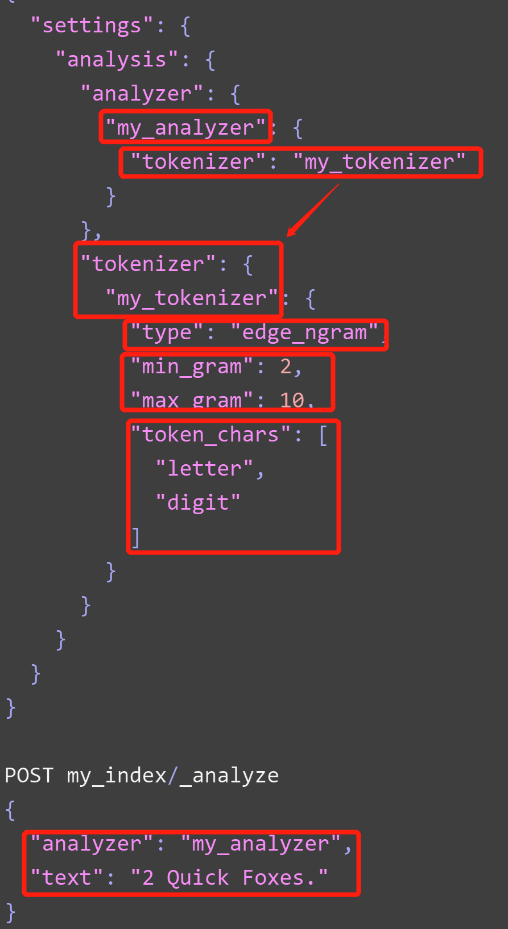 {
"settings": {
"analysis": {
"analyzer": {
"my_analyzer": {
"tokenizer": "my_tokenizer"
}
},
"tokenizer": {
"my_tokenizer": {
"type": "edge_ngram",
"min_gram": 2,
"max_gram": 10,
"token_chars": [
"letter",
"digit"
]
}
}
}
}
}
POST my_index/_analyze
{
"analyzer": "my_analyzer",
"text": "2 Quick Foxes."
}